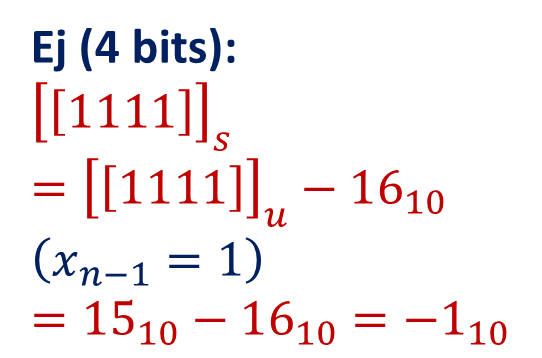 Ej (4 bits):
[[1111]]ₛ
= [[1111]]ᵤ − 16₁₀
(xₙ₋₁ = 1)
= 15₁₀ − 16₁₀ = −1₁₀